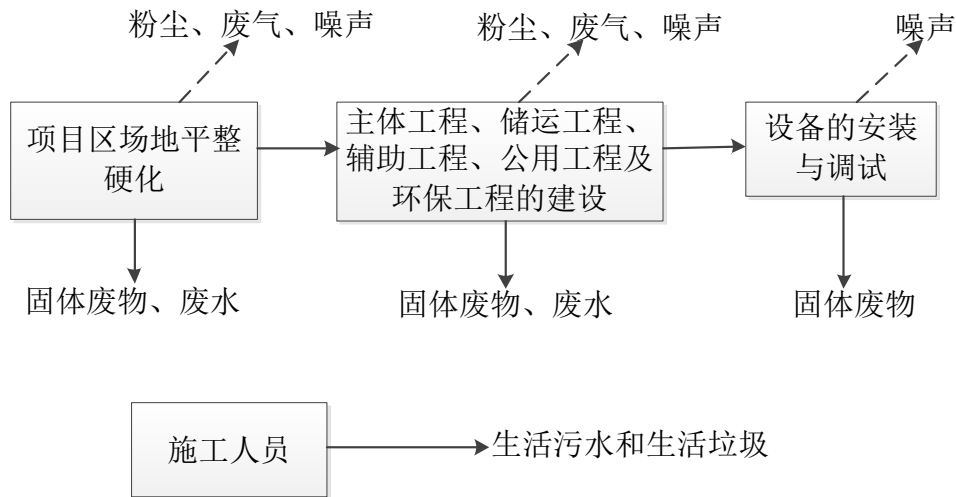 粉尘、废气、噪声
粉尘、废气、噪声
噪声
项目区场地平整
硬化
主体工程、储运工程、
辅助工程、公用工程及
环保工程的建设
设备的安装
与调试
固体废物、废水
固体废物、废水
固体废物
施工人员
生活污水和生活垃圾